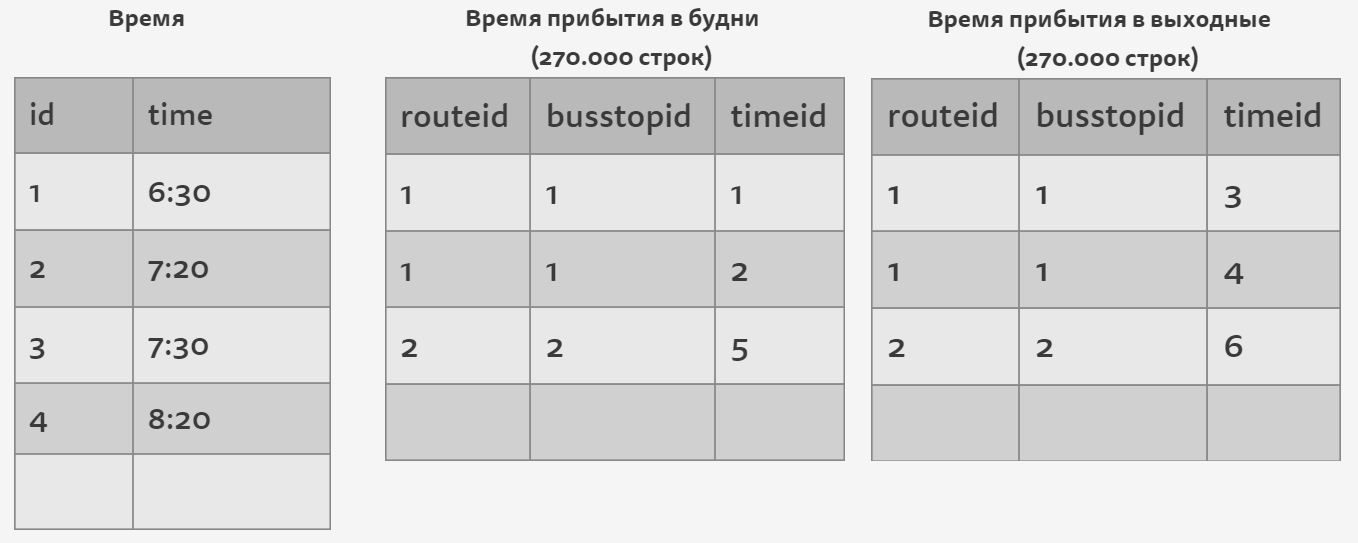 Время
id time
1 6:30
2 7:20
3 7:30
4 8:20
Время прибытия в будни
(270.000 строк)
routeid busstopid timeid
1 1 1
1 1 2
2 2 5
Время прибытия в выходные
(270.000 строк)
routeid busstopid timeid
1 1 3
1 1 4
2 2 6